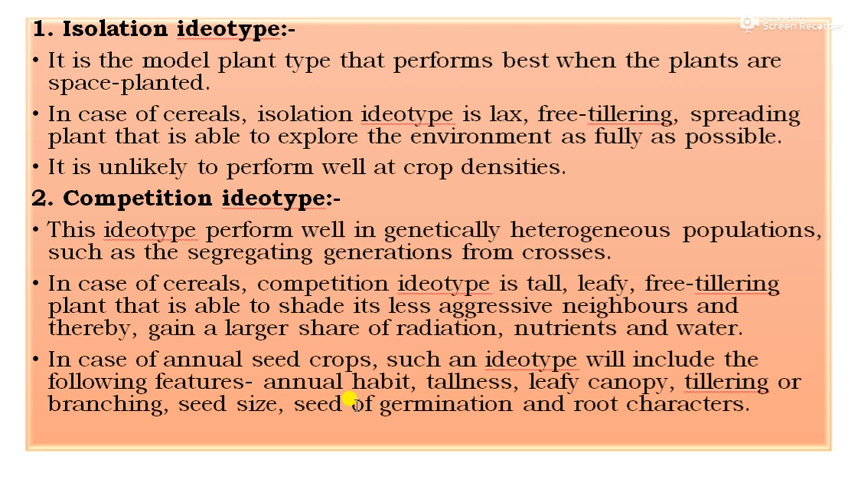 Screen Recorder
1. Isolation ideotype:-
• It is the model plant type that performs best when the plants are
space-planted.
• In case of cereals, isolation ideotype is lax, free-tillering, spreading
plant that is able to explore the environment as fully as possible.
• It is unlikely to perform well at crop densities.
2. Competition ideotype:-
• This ideotype perform well in genetically heterogeneous populations,
such as the segregating generations from crosses.
• In case of cereals, competition ideotype is tall, leafy, free-tillering
plant that is able to shade its less aggressive neighbours and
thereby, gain a larger share of radiation, nutrients and water.
• In case of annual seed crops, such an ideotype will include the
following features- annual habit, tallness, leafy canopy, tillering or
branching, seed size, seed of germination and root characters.